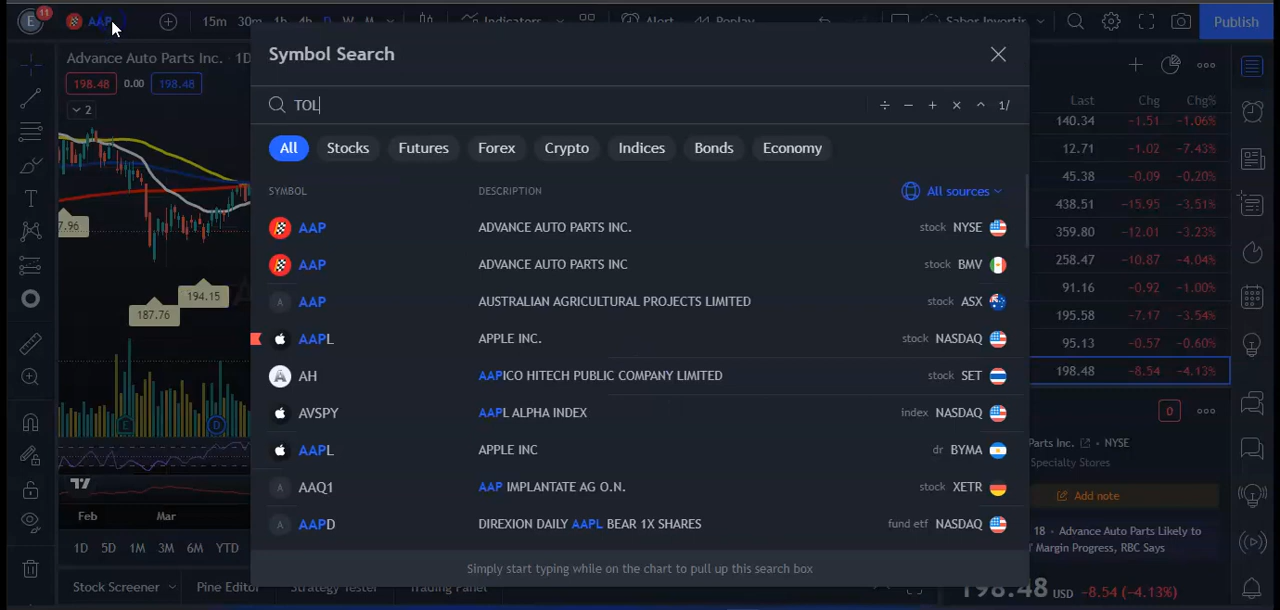 E 11 AAP 15m 30m 1h 4h D W M Indicators Alert Replay Saber Invertir Publish
Advance Auto Parts Inc. · 1D
198.48 0.00 198.48
2
Symbol Search
TOL
÷ − + × ^ 1/
All Stocks Futures Forex Crypto Indices Bonds Economy
SYMBOL DESCRIPTION All sources
AAP ADVANCE AUTO PARTS INC. stock NYSE
AAP ADVANCE AUTO PARTS INC stock BMV
A AAP AUSTRALIAN AGRICULTURAL PROJECTS LIMITED stock ASX
AAPL APPLE INC. stock NASDAQ
AH AAPICO HITECH PUBLIC COMPANY LIMITED stock SET
AVSPY AAPL ALPHA INDEX index NASDAQ
AAPL APPLE INC dr BYMA
A AAQ1 AAP IMPLANTATE AG O.N. stock XETR
A AAPD DIREXION DAILY AAPL BEAR 1X SHARES fund etf NASDAQ
Simply start typing while on the chart to pull up this search box
7.96
194.15
187.76
E D
Feb Mar
1D 5D 1M 3M 6M YTD
Stock Screener Pine Editor Strategy Tester Trading Panel
Last Chg Chg%
140.34 −1.51 −1.06%
12.71 −1.02 −7.43%
45.38 −0.09 −0.20%
438.51 −15.95 −3.51%
359.80 −12.01 −3.23%
258.47 −10.87 −4.04%
91.16 −0.92 −1.00%
195.58 −7.17 −3.54%
95.13 −0.57 −0.60%
198.48 −8.54 −4.13%
0
Parts Inc. · NYSE
Specialty Stores
Add note
18 · Advance Auto Parts Likely to
Margin Progress, RBC Says
198.48 USD −8.54 (−4.13%)